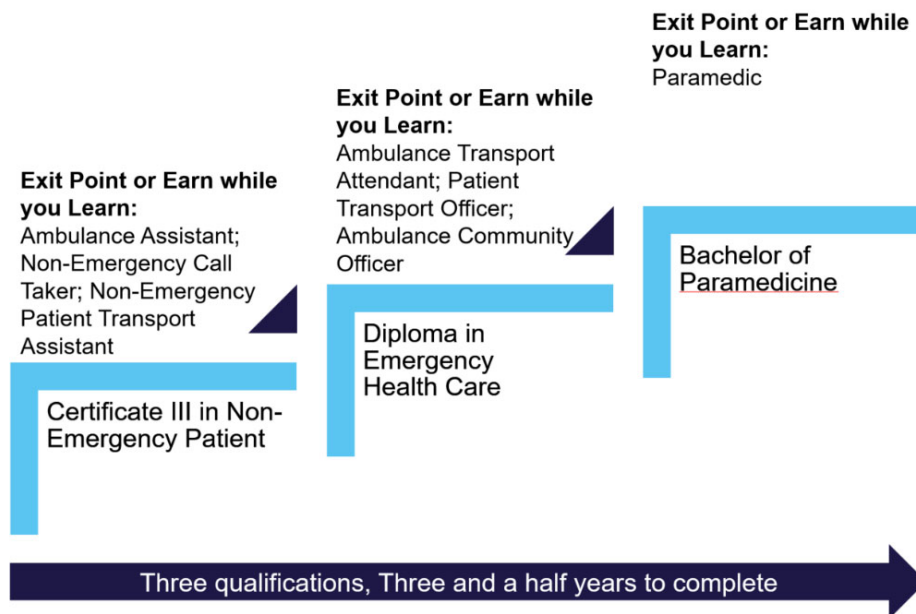 Exit Point or Earn while
you Learn:
Ambulance Assistant;
Non-Emergency Call
Taker; Non-Emergency
Patient Transport
Assistant
Certificate III in Non-
Emergency Patient
Exit Point or Earn while
you Learn:
Ambulance Transport
Attendant; Patient
Transport Officer;
Ambulance Community
Officer
Diploma in
Emergency
Health Care
Exit Point or Earn while
you Learn:
Paramedic
Bachelor of
Paramedicine
Three qualifications, Three and a half years to complete